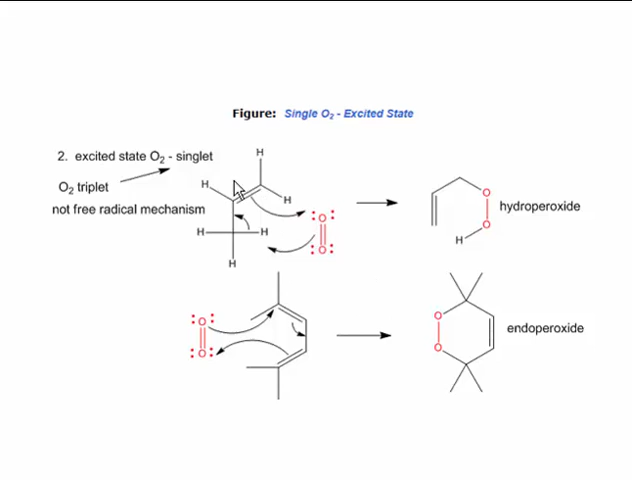 Figure: Single O₂ - Excited State
2. excited state O₂ - singlet
O₂ triplet
not free radical mechanism
H
H
H
H
H
H
:O:
:O:
O
O
H
hydroperoxide
:O:
:O:
O
O
endoperoxide